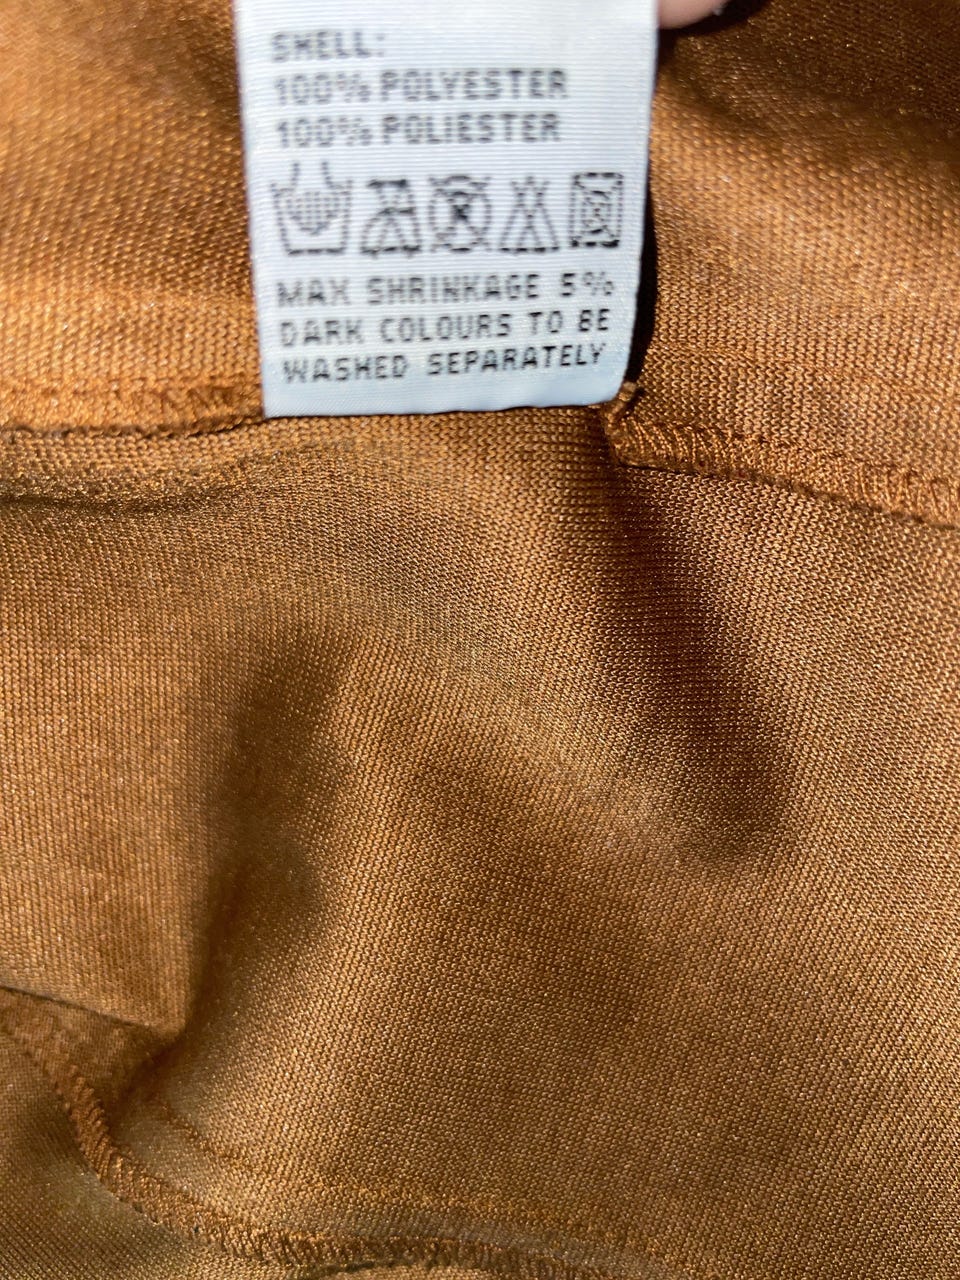 SHELL:
100% POLYESTER
100% POLIESTER
MAX SHRINKAGE 5%
DARK COLOURS TO BE
WASHED SEPARATELY